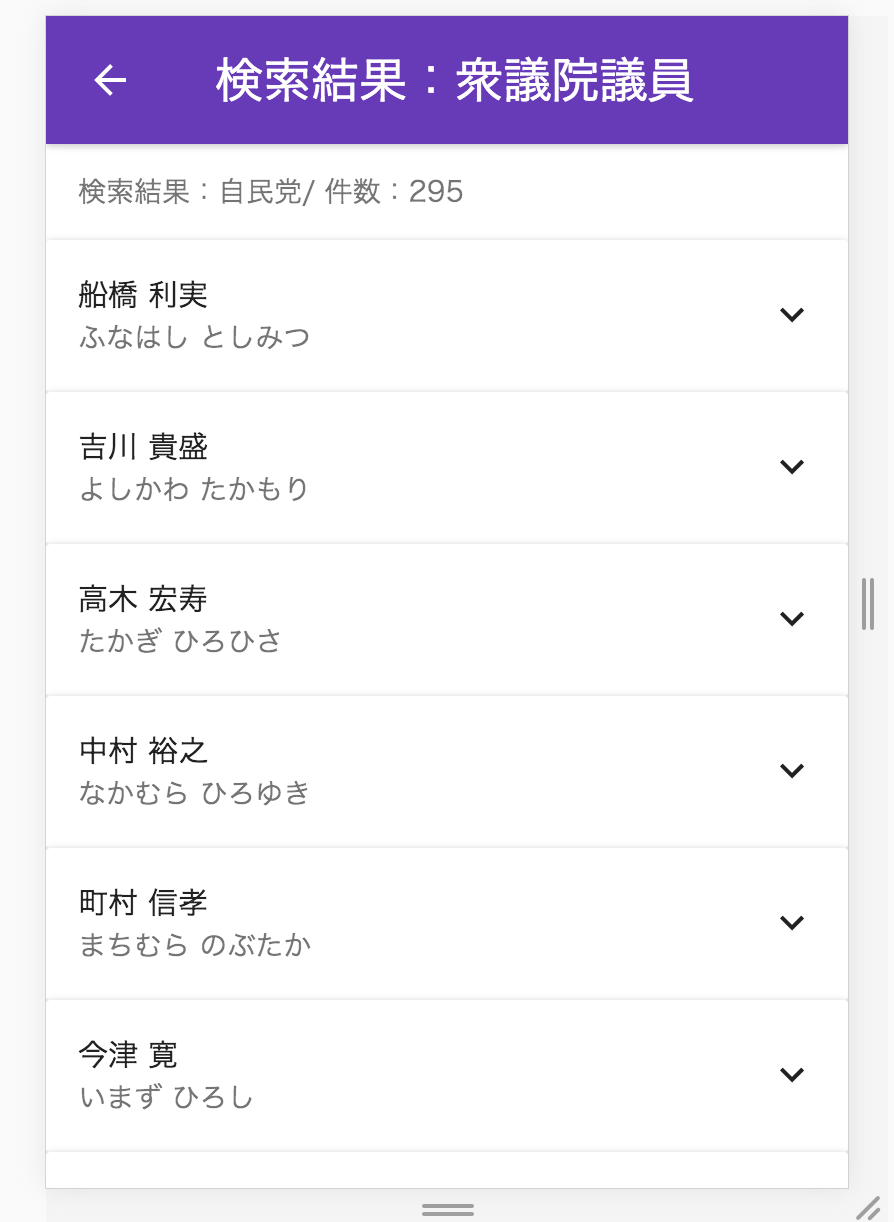 検索結果：衆議院議員
検索結果：自民党/ 件数：295
船橋 利実
ふなはし としみつ
吉川 貴盛
よしかわ たかもり
高木 宏寿
たかぎ ひろひさ
中村 裕之
なかむら ひろゆき
町村 信孝
まちむら のぶたか
今津 寛
いまず ひろし